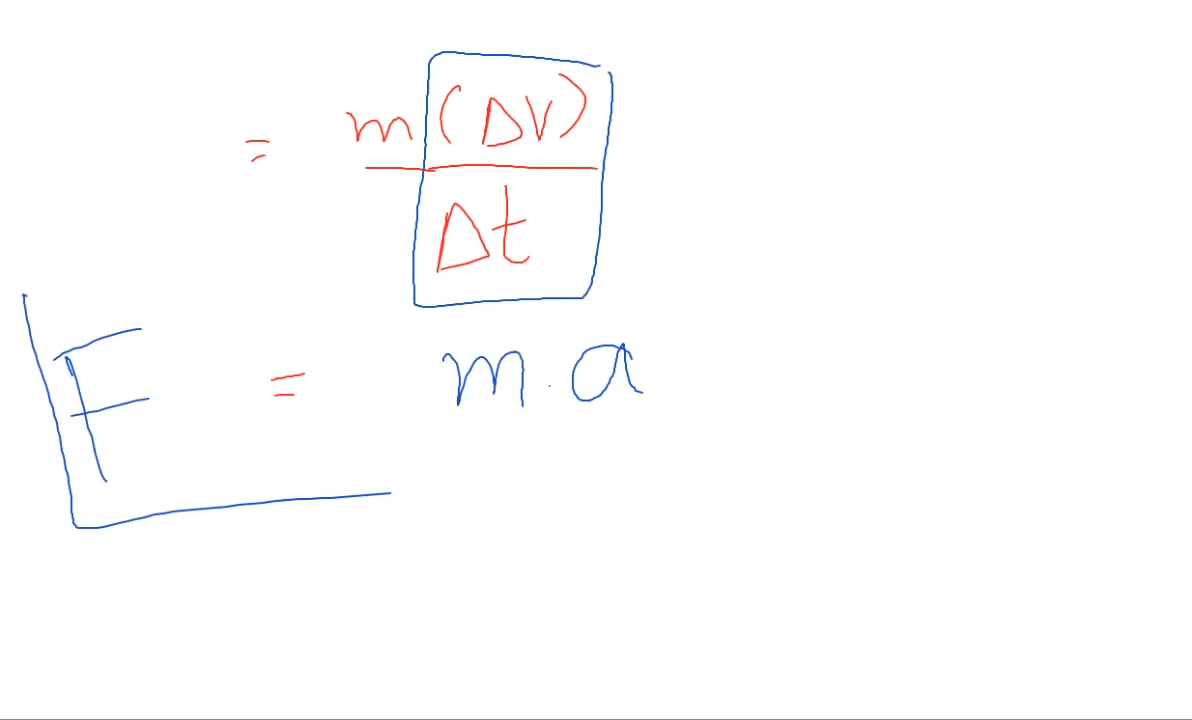 = m(Δv)
Δt
F = m.a